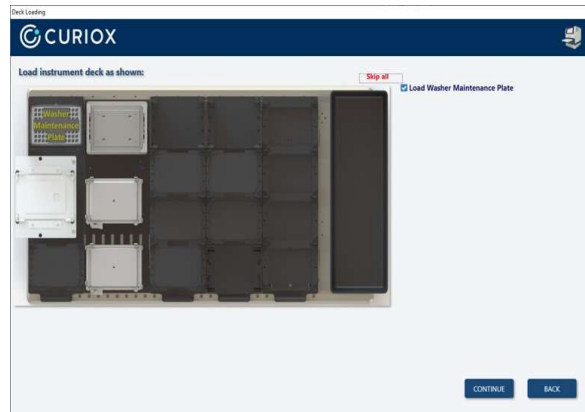 Deck Loading
CURIOX
Load instrument deck as shown:
Skip all
Load Washer Maintenance Plate
Washer
Maintenance
Plate
CONTINUE
BACK